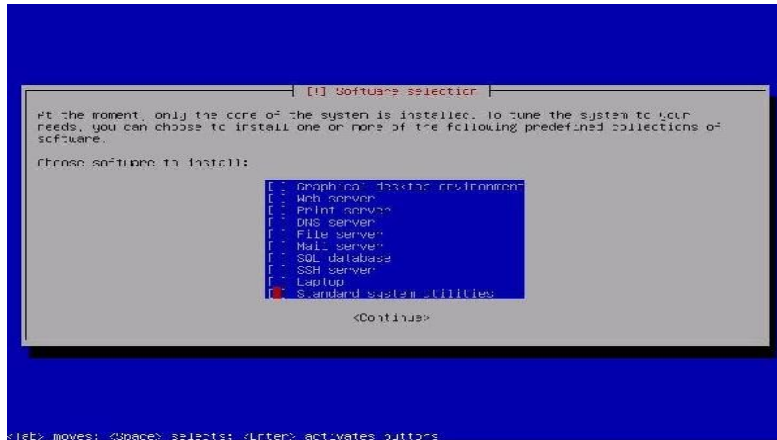 [!] Software selection
At the moment, only the core of the system is installed. To tune the system to your
needs, you can choose to install one or more of the following predefined collections of
software.
Choose software to install:
[ ] Graphical desktop environment
[ ] Web server
[ ] Print server
[ ] DNS server
[ ] File server
[ ] Mail server
[ ] SQL database
[ ] SSH server
[ ] Laptop
[ ] Standard system utilities
<Continue>
<Tab> moves; <Space> selects; <Enter> activates buttons